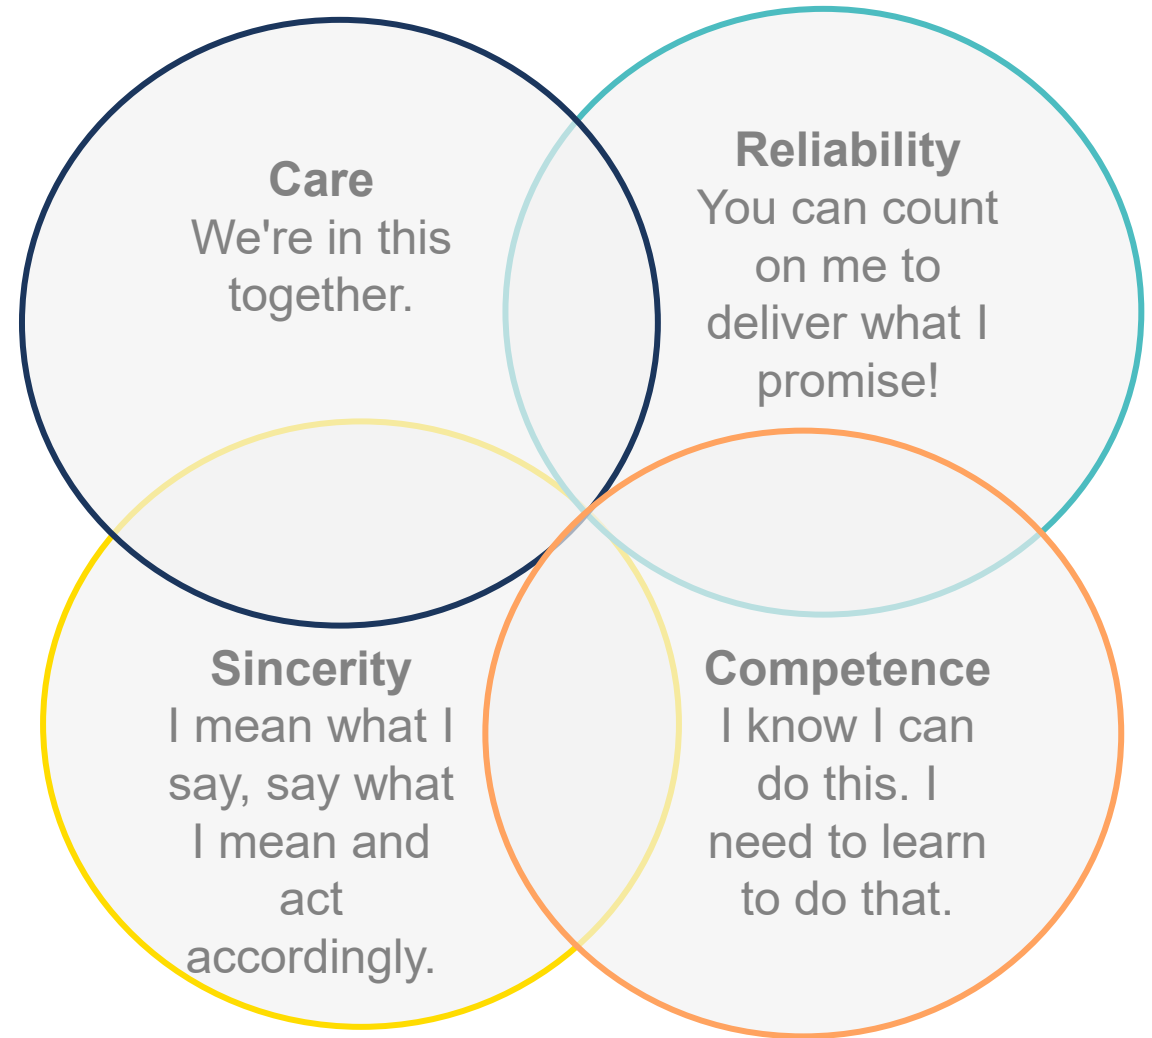 Care
We're in this
together.
Reliability
You can count
on me to
deliver what I
promise!
Sincerity
I mean what I
say, say what
I mean and
act
accordingly.
Competence
I know I can
do this. I
need to learn
to do that.